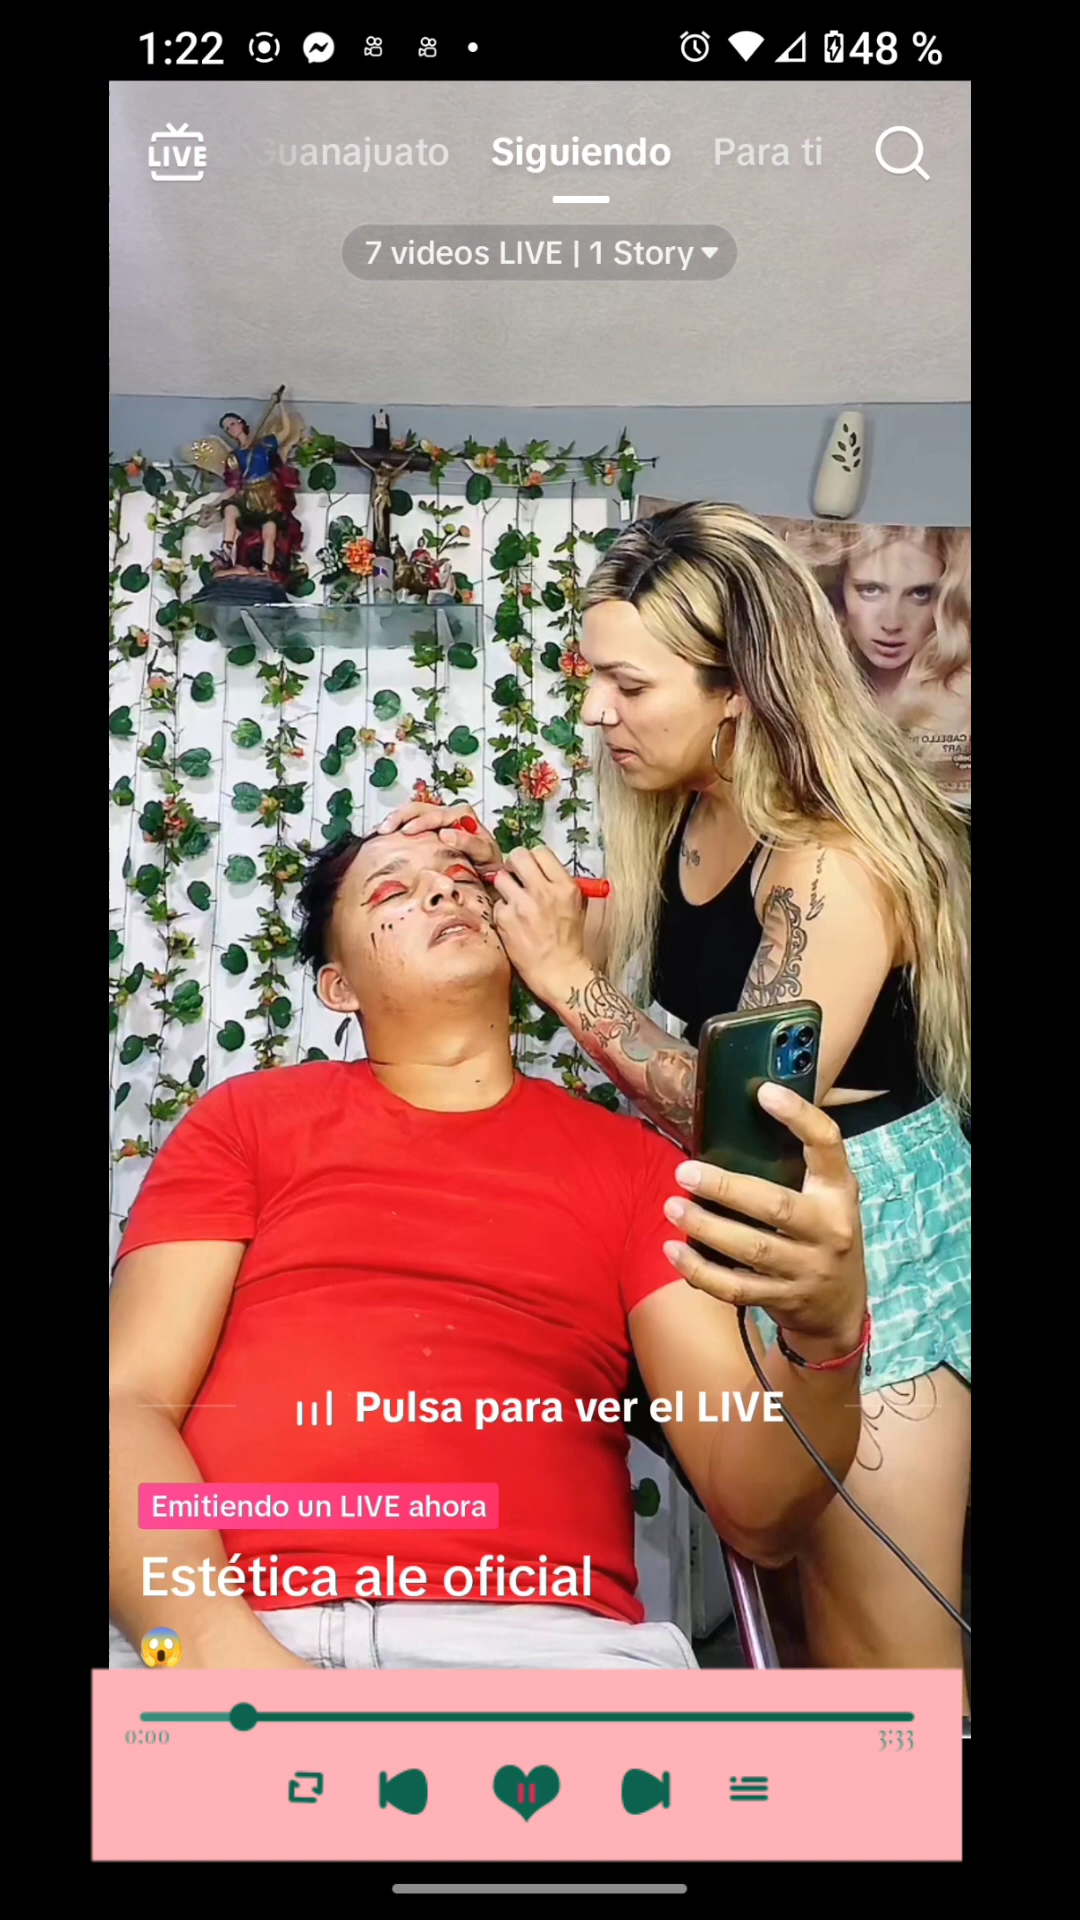 1:22
48 %
LIVE
Guanajuato
Siguiendo
Para ti
7 videos LIVE | 1 Story
Pulsa para ver el LIVE
Emitiendo un LIVE ahora
Estética ale oficial
0:00
3:33